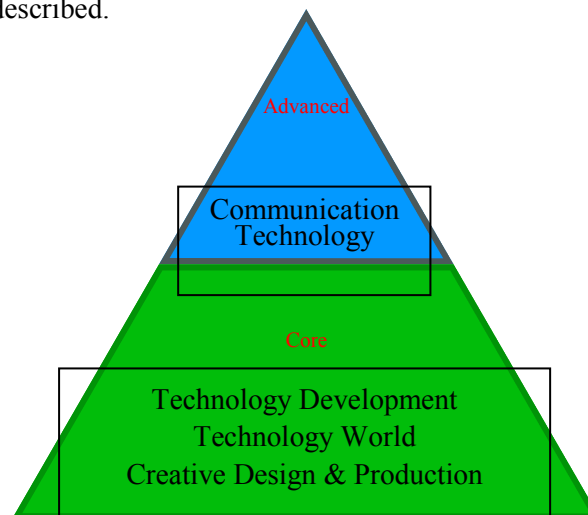 described.
Advanced
Communication
Technology
Core
Technology Development
Technology World
Creative Design & Production